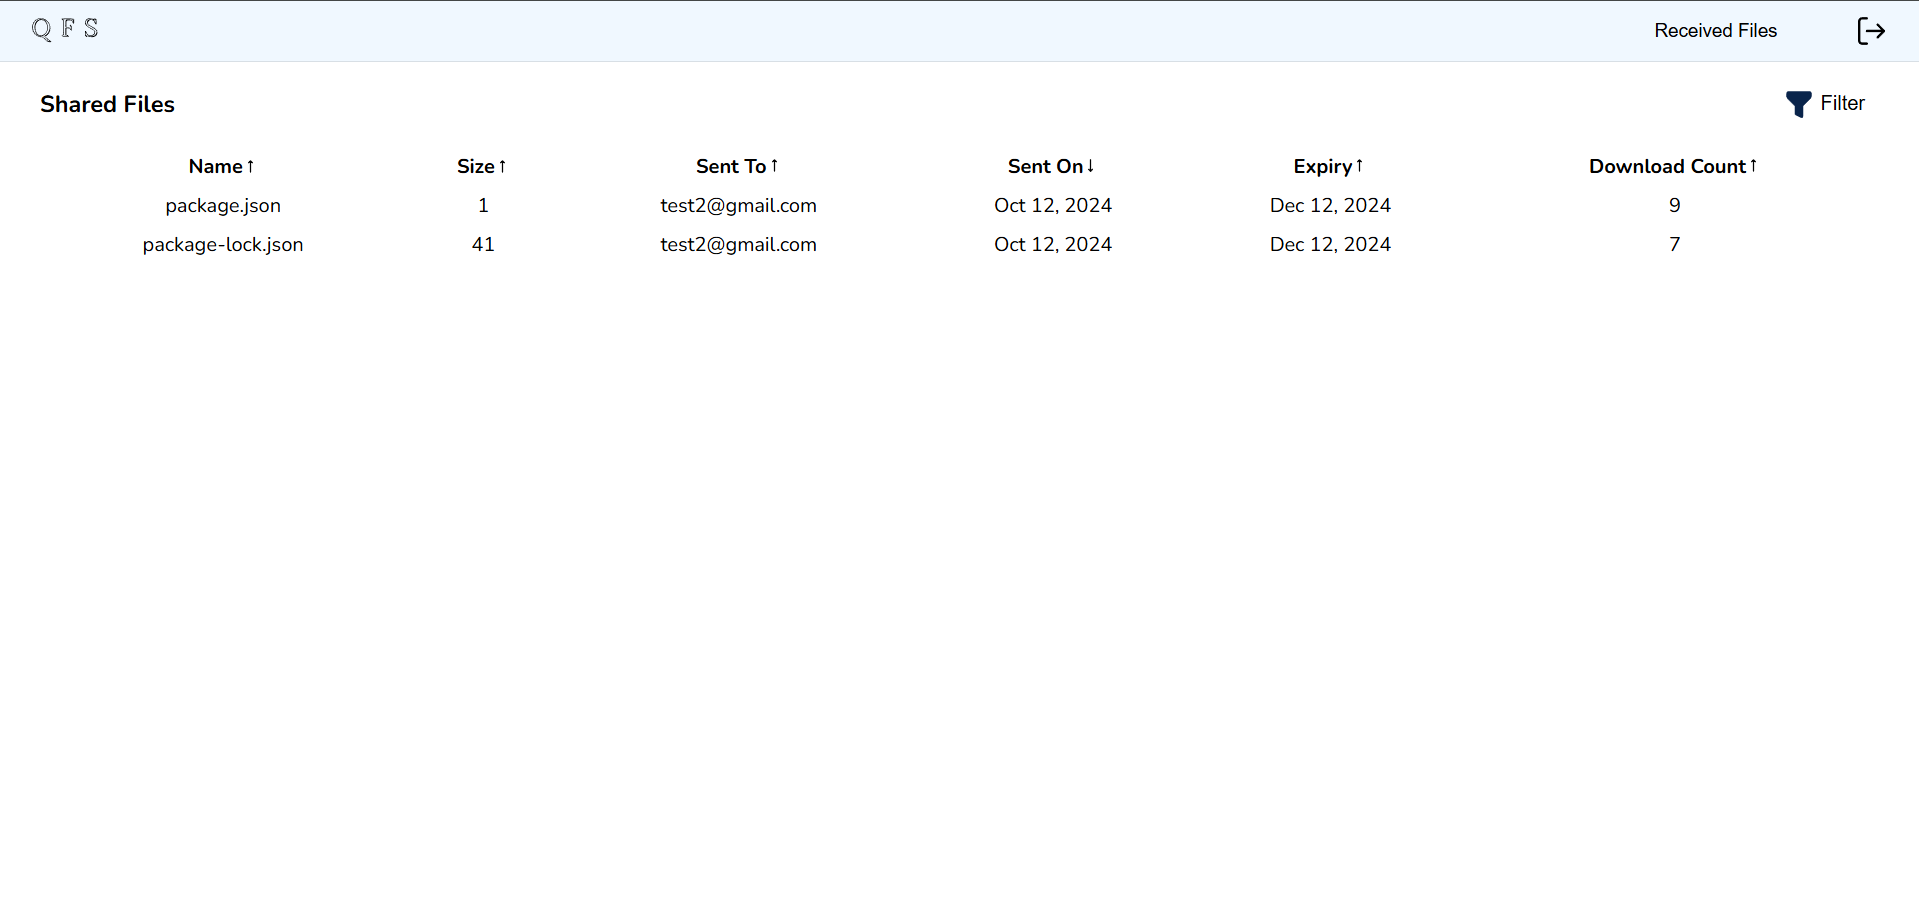 Q F S Received Files
Shared Files Filter
Name↑ Size↑ Sent To↑ Sent On↓ Expiry↑ Download Count↑
package.json 1 test2@gmail.com Oct 12, 2024 Dec 12, 2024 9
package-lock.json 41 test2@gmail.com Oct 12, 2024 Dec 12, 2024 7